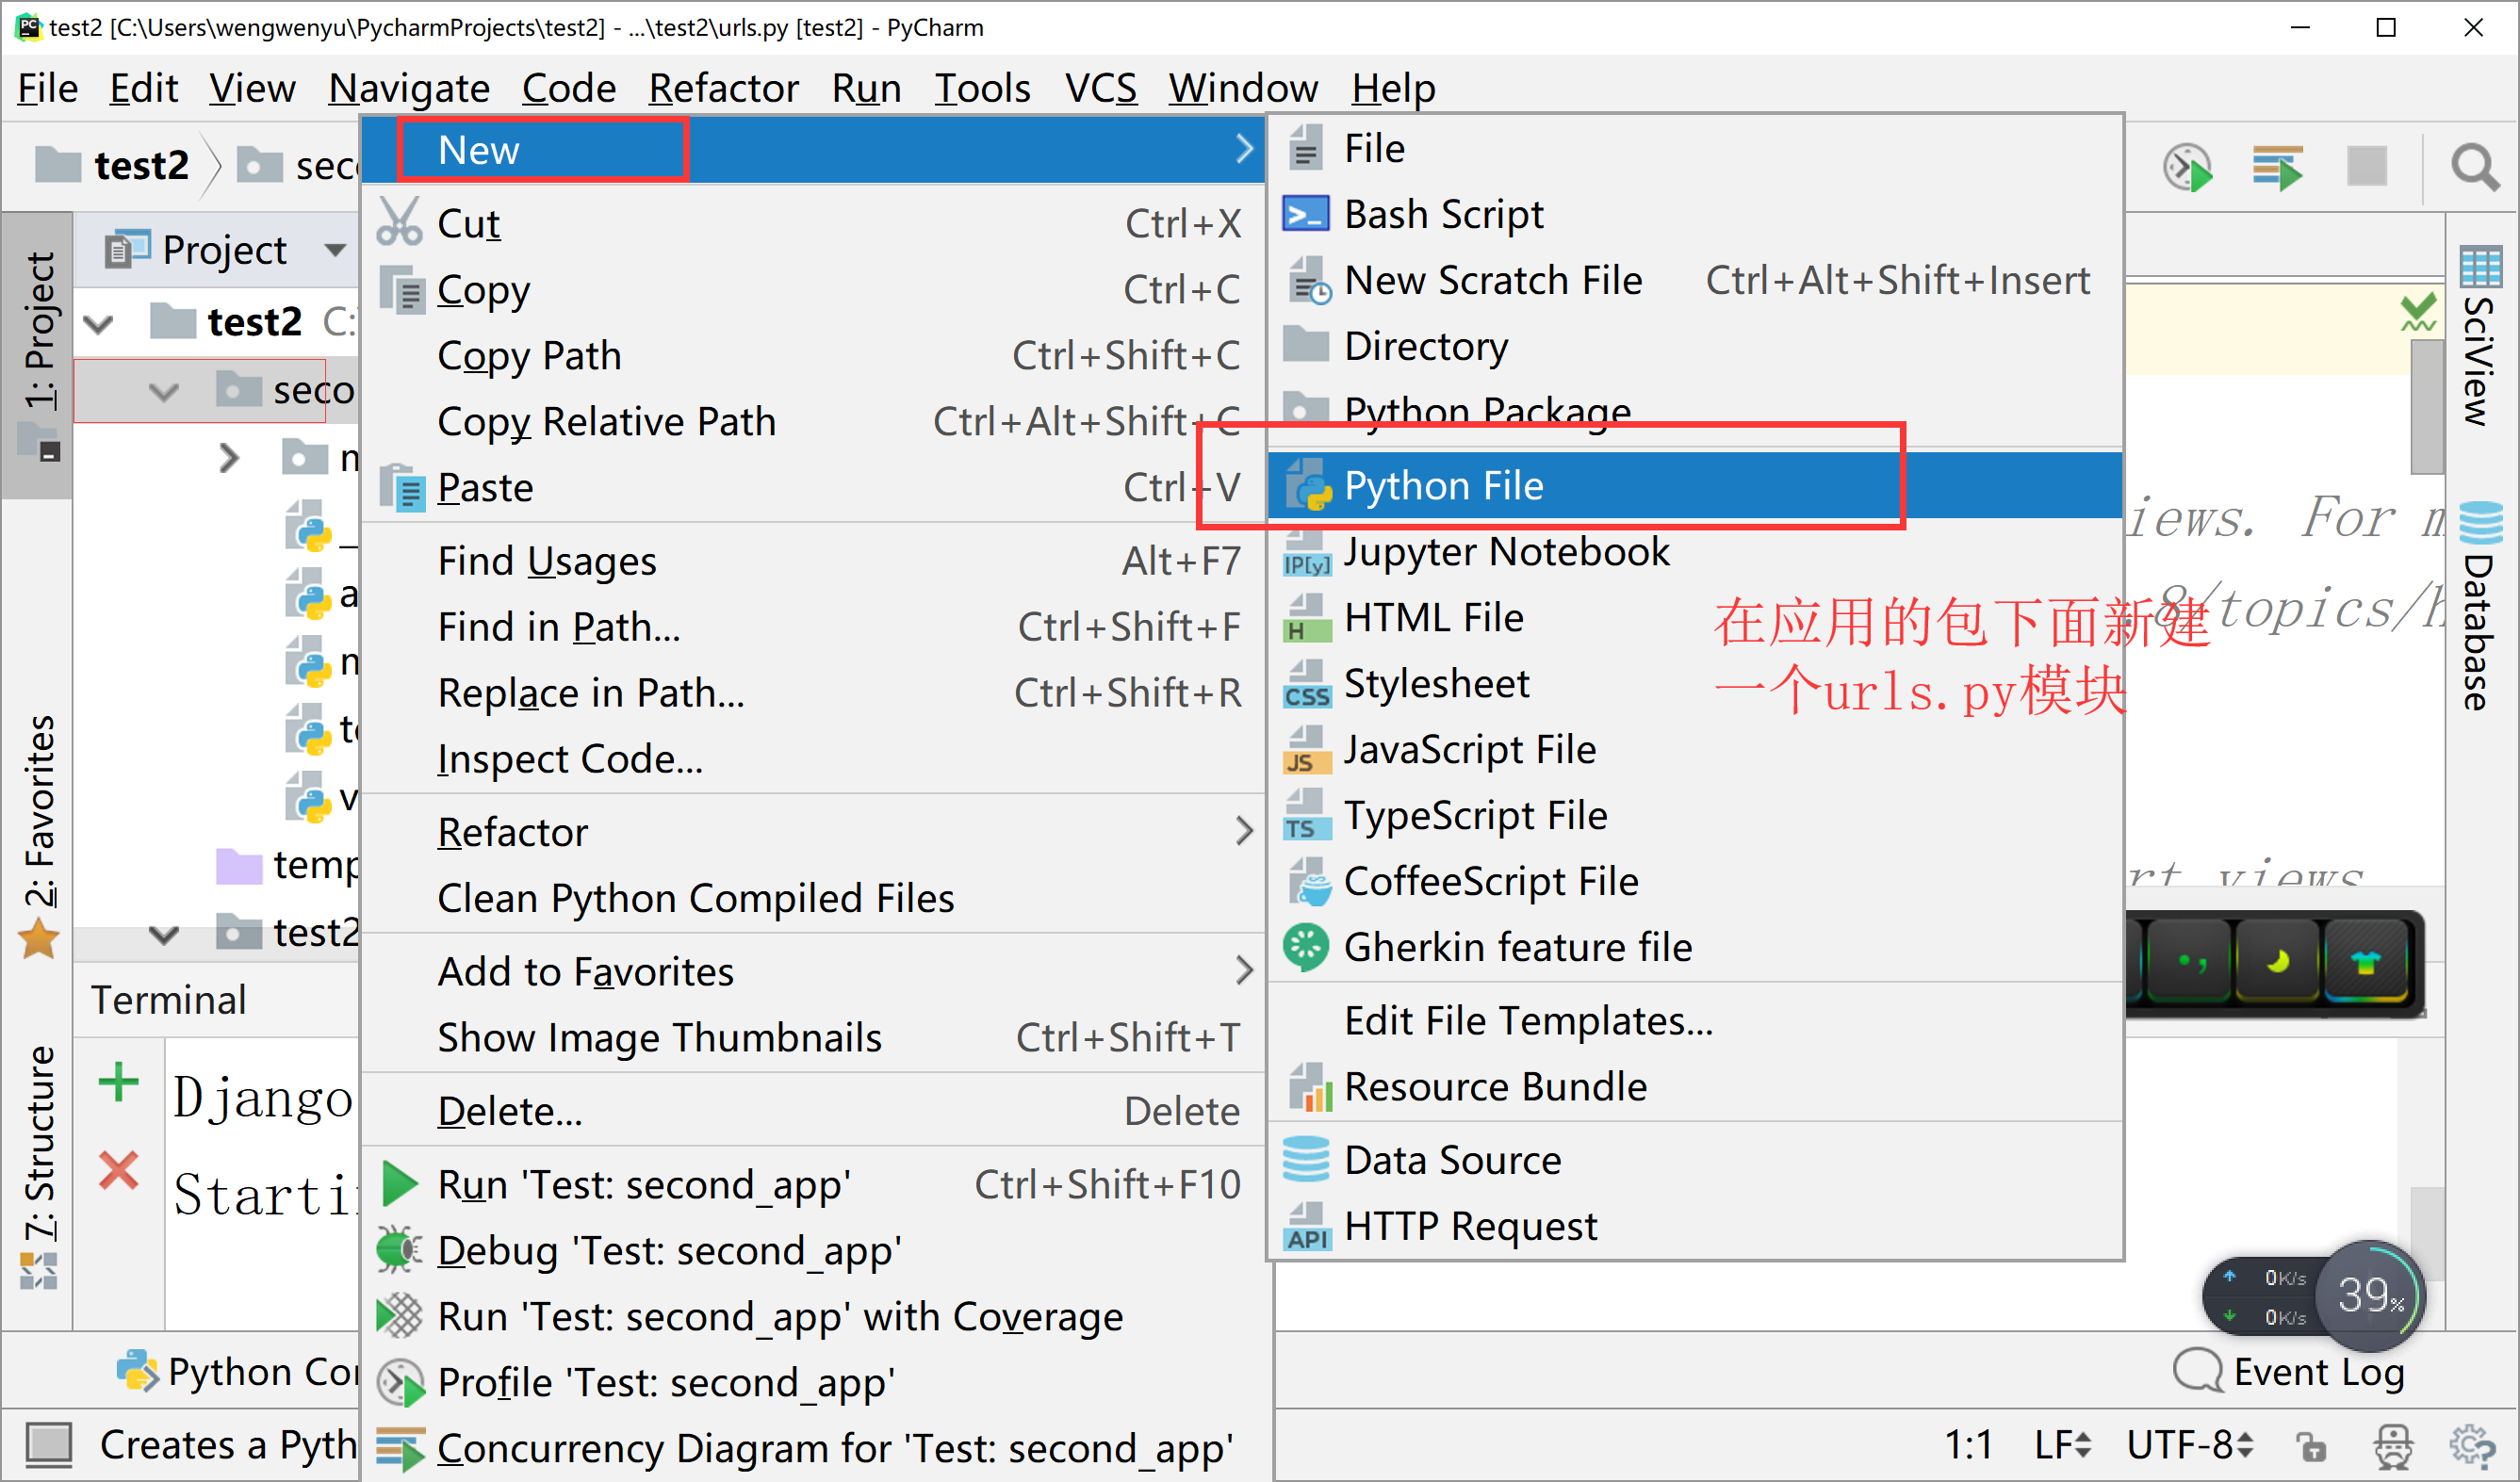 test2 [C:\Users\wengwenyu\PycharmProjects\test2] - ...\test2\urls.py [test2] - PyCharm
File Edit View Navigate Code Refactor Run Tools VCS Window Help
test2
Project
test2 C:
test2
1: Project
2: Favorites
7: Structure
Terminal
Django
Python
Creates a
New
Cut Ctrl+X
Copy Ctrl+C
Copy Path Ctrl+Shift+C
Copy Relative Path Ctrl+Alt+Shift+C
Paste Ctrl+V
Find Usages Alt+F7
Find in Path... Ctrl+Shift+F
Replace in Path... Ctrl+Shift+R
Inspect Code...
Refactor
Clean Python Compiled Files
Add to Favorites
Show Image Thumbnails Ctrl+Shift+T
Delete... Delete
Run 'Test: second_app' Ctrl+Shift+F10
Debug 'Test: second_app'
Run 'Test: second_app' with Coverage
Profile 'Test: second_app'
Concurrency Diagram for 'Test: second_app'
File
Bash Script
New Scratch File Ctrl+Alt+Shift+Insert
Directory
Python Package
Python File
IP[y] Jupyter Notebook
H HTML File
CSS Stylesheet
JS JavaScript File
TS TypeScript File
CoffeeScript File
Gherkin feature file
Edit File Templates...
Resource Bundle
Data Source
API HTTP Request
在应用的包下面新建
一个urls.py模块
iews. For
8/topics/
views
SciView
Database
0K/s
0K/s
39%
Event Log
1:1 LF UTF-8